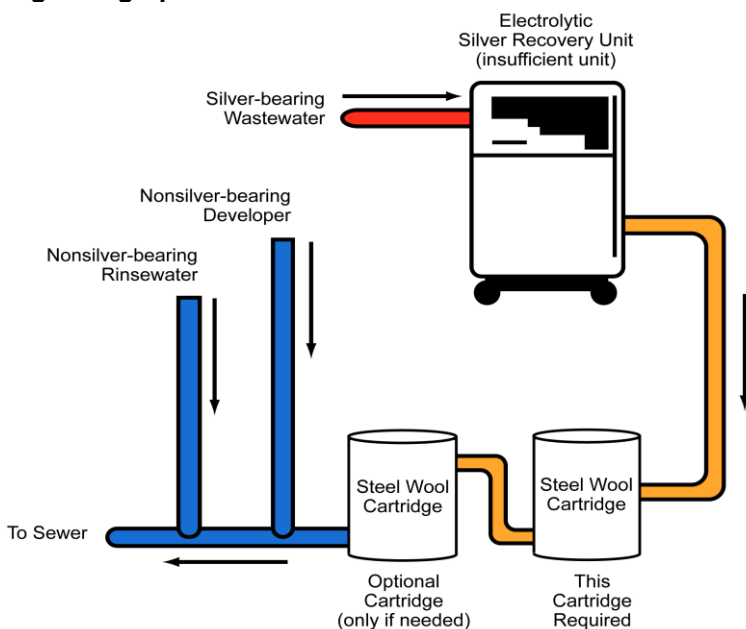 Electrolytic
Silver Recovery Unit
(insufficient unit)
Silver-bearing
Wastewater
Nonsilver-bearing
Developer
Nonsilver-bearing
Rinsewater
Steel Wool
Cartridge
Steel Wool
Cartridge
To Sewer
Optional
Cartridge
(only if needed)
This
Cartridge
Required